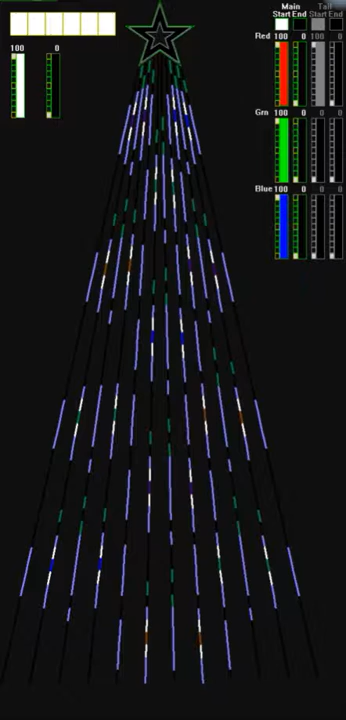 Main Tail
Start End Start End
Red 100 0 100 0
100 0
Grn 100 0 0 0
Blue 100 0 0 0